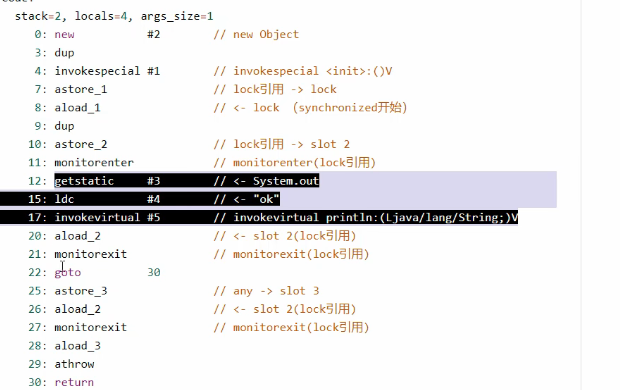 stack=2, locals=4, args_size=1
0: new #2 // new Object
3: dup
4: invokespecial #1 // invokespecial <init>:()V
7: astore_1 // lock引用 -> lock
8: aload_1 // <- lock （synchronized开始）
9: dup
10: astore_2 // lock引用 -> slot 2
11: monitorenter // monitorenter(lock引用)
12: getstatic #3 // <- System.out
15: ldc #4 // <- "ok"
17: invokevirtual #5 // invokevirtual println:(Ljava/lang/String;)V
20: aload_2 // <- slot 2(lock引用)
21: monitorexit // monitorexit(lock引用)
22: goto 30
25: astore_3 // any -> slot 3
26: aload_2 // <- slot 2(lock引用)
27: monitorexit // monitorexit(lock引用)
28: aload_3
29: athrow
30: return